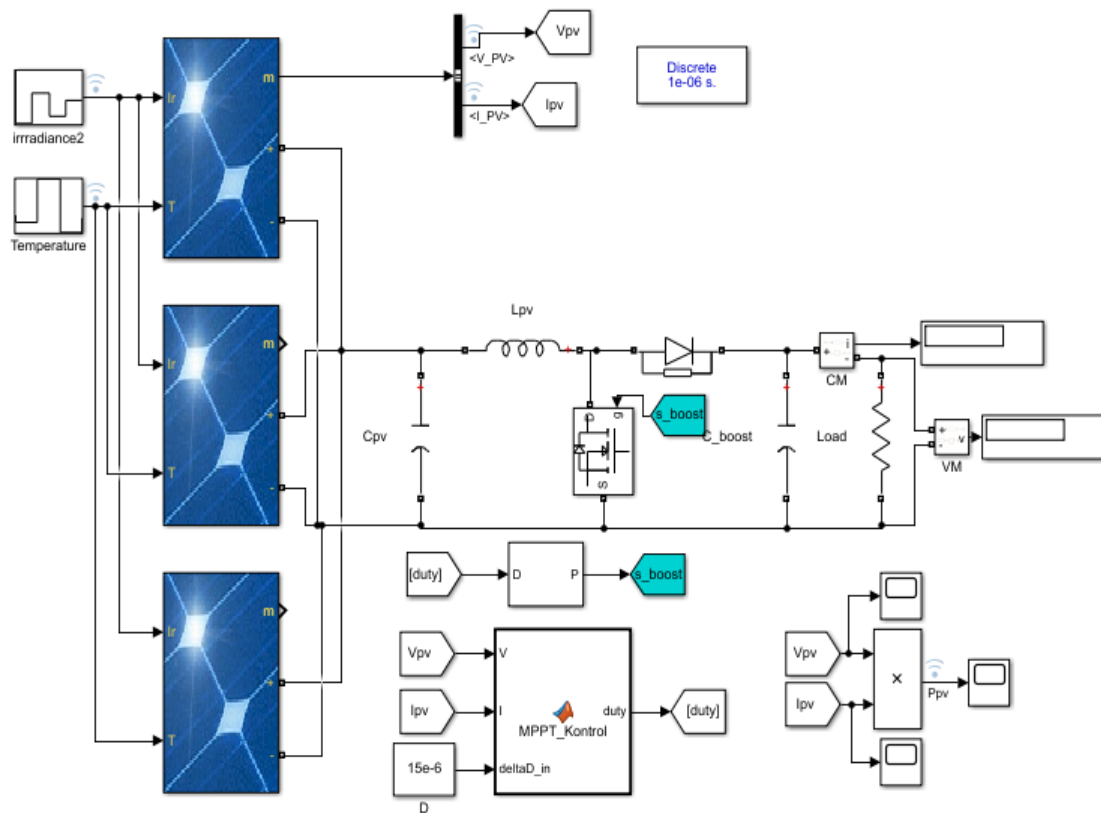 Vpv
<V_PV>
Discrete
1e-06 s.
m
Ir
irrradiance2
Ipv
<I_PV>
+
T
Temperature
-
Lpv
m
Ir
i
+
-
CM
+
g
s_boost
D
Cpv
C_boost
Load
+
-
v
VM
T
S
-
[duty]
D
P
s_boost
m
Ir
Vpv
V
Vpv
×
Ppv
+
Ipv
I
duty
[duty]
Ipv
MPPT_Kontrol
T
-
15e-6
deltaD_in
D